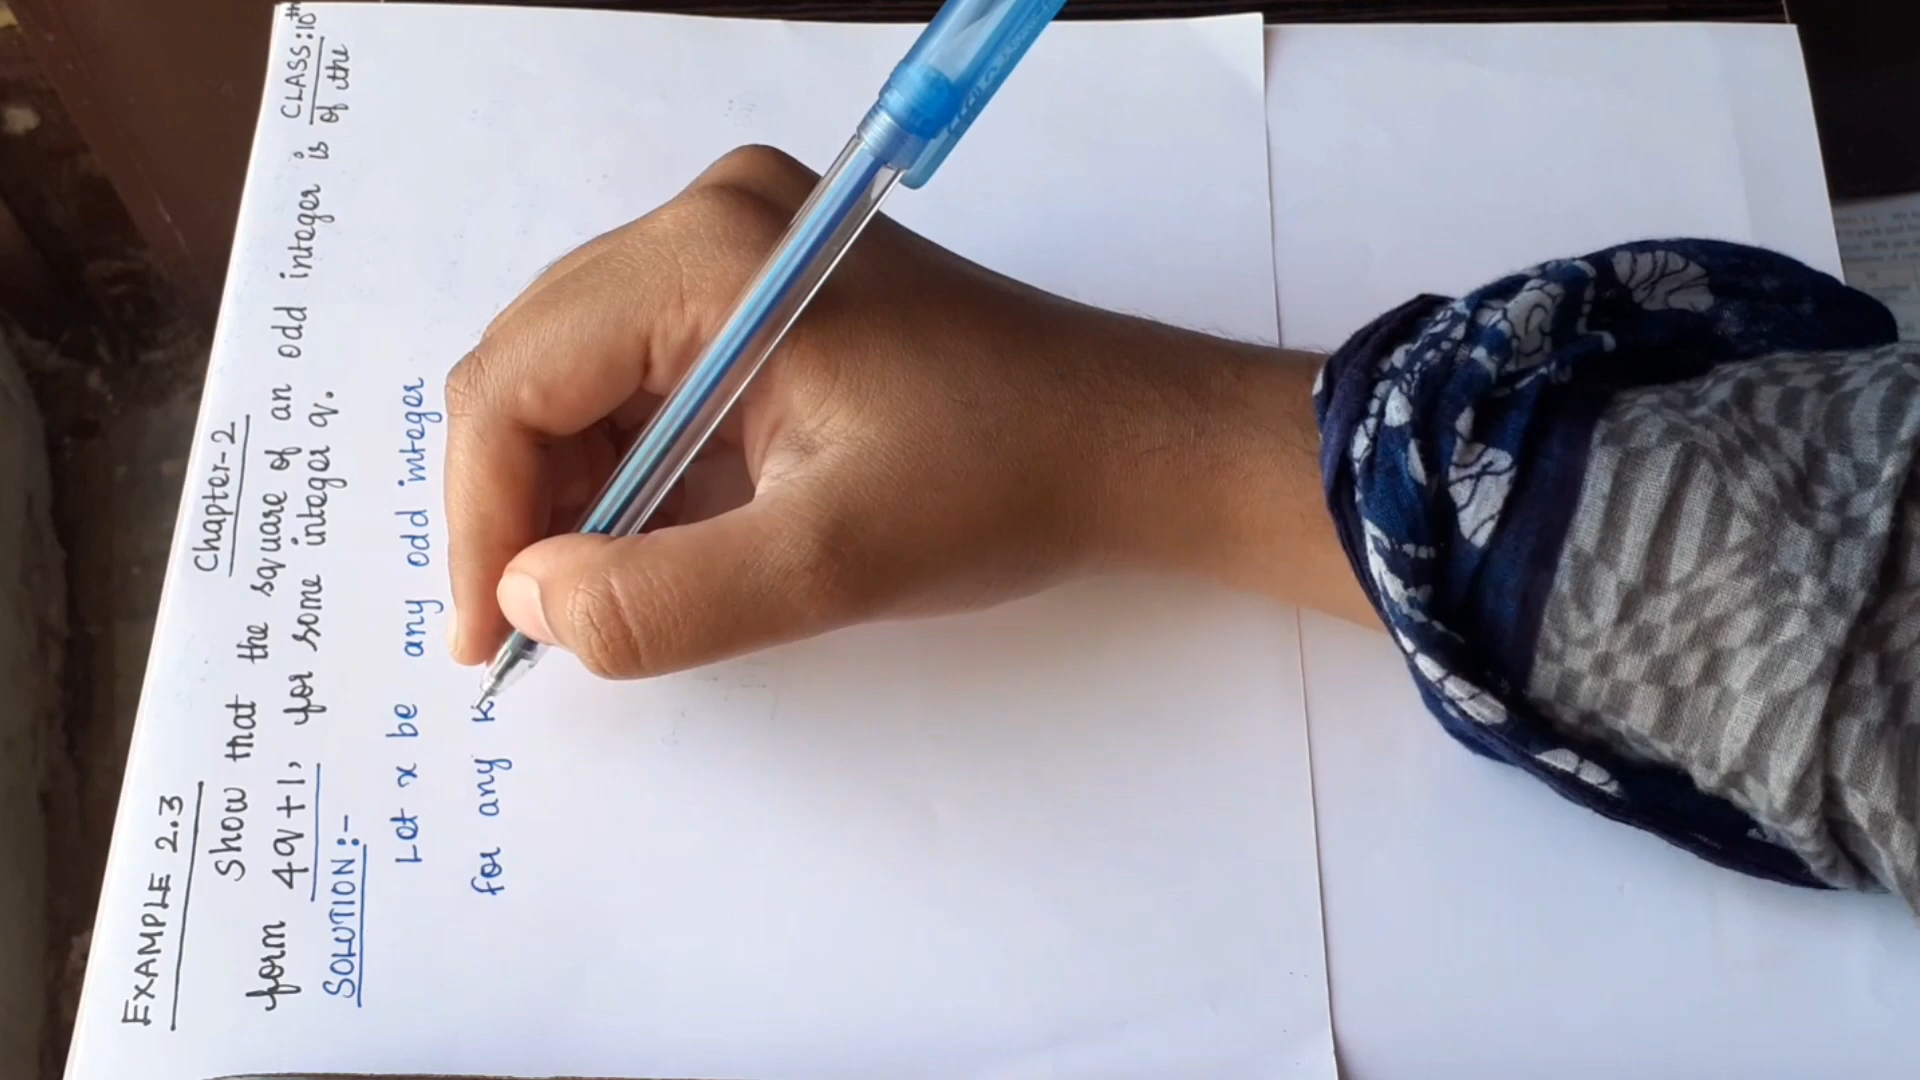 CLASS: 10th
Chapter-2
EXAMPLE 2.3
Show that the square of an odd integer is of the
form 4q+1, for some integer q.
SOLUTION:-
Let x be any odd integer
for any K